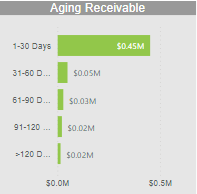 Aging Receivable
1-30 Days $0.45M
31-60 D... $0.05M
61-90 D... $0.03M
91-120 ... $0.02M
>120 D... $0.02M
$0.0M $0.5M